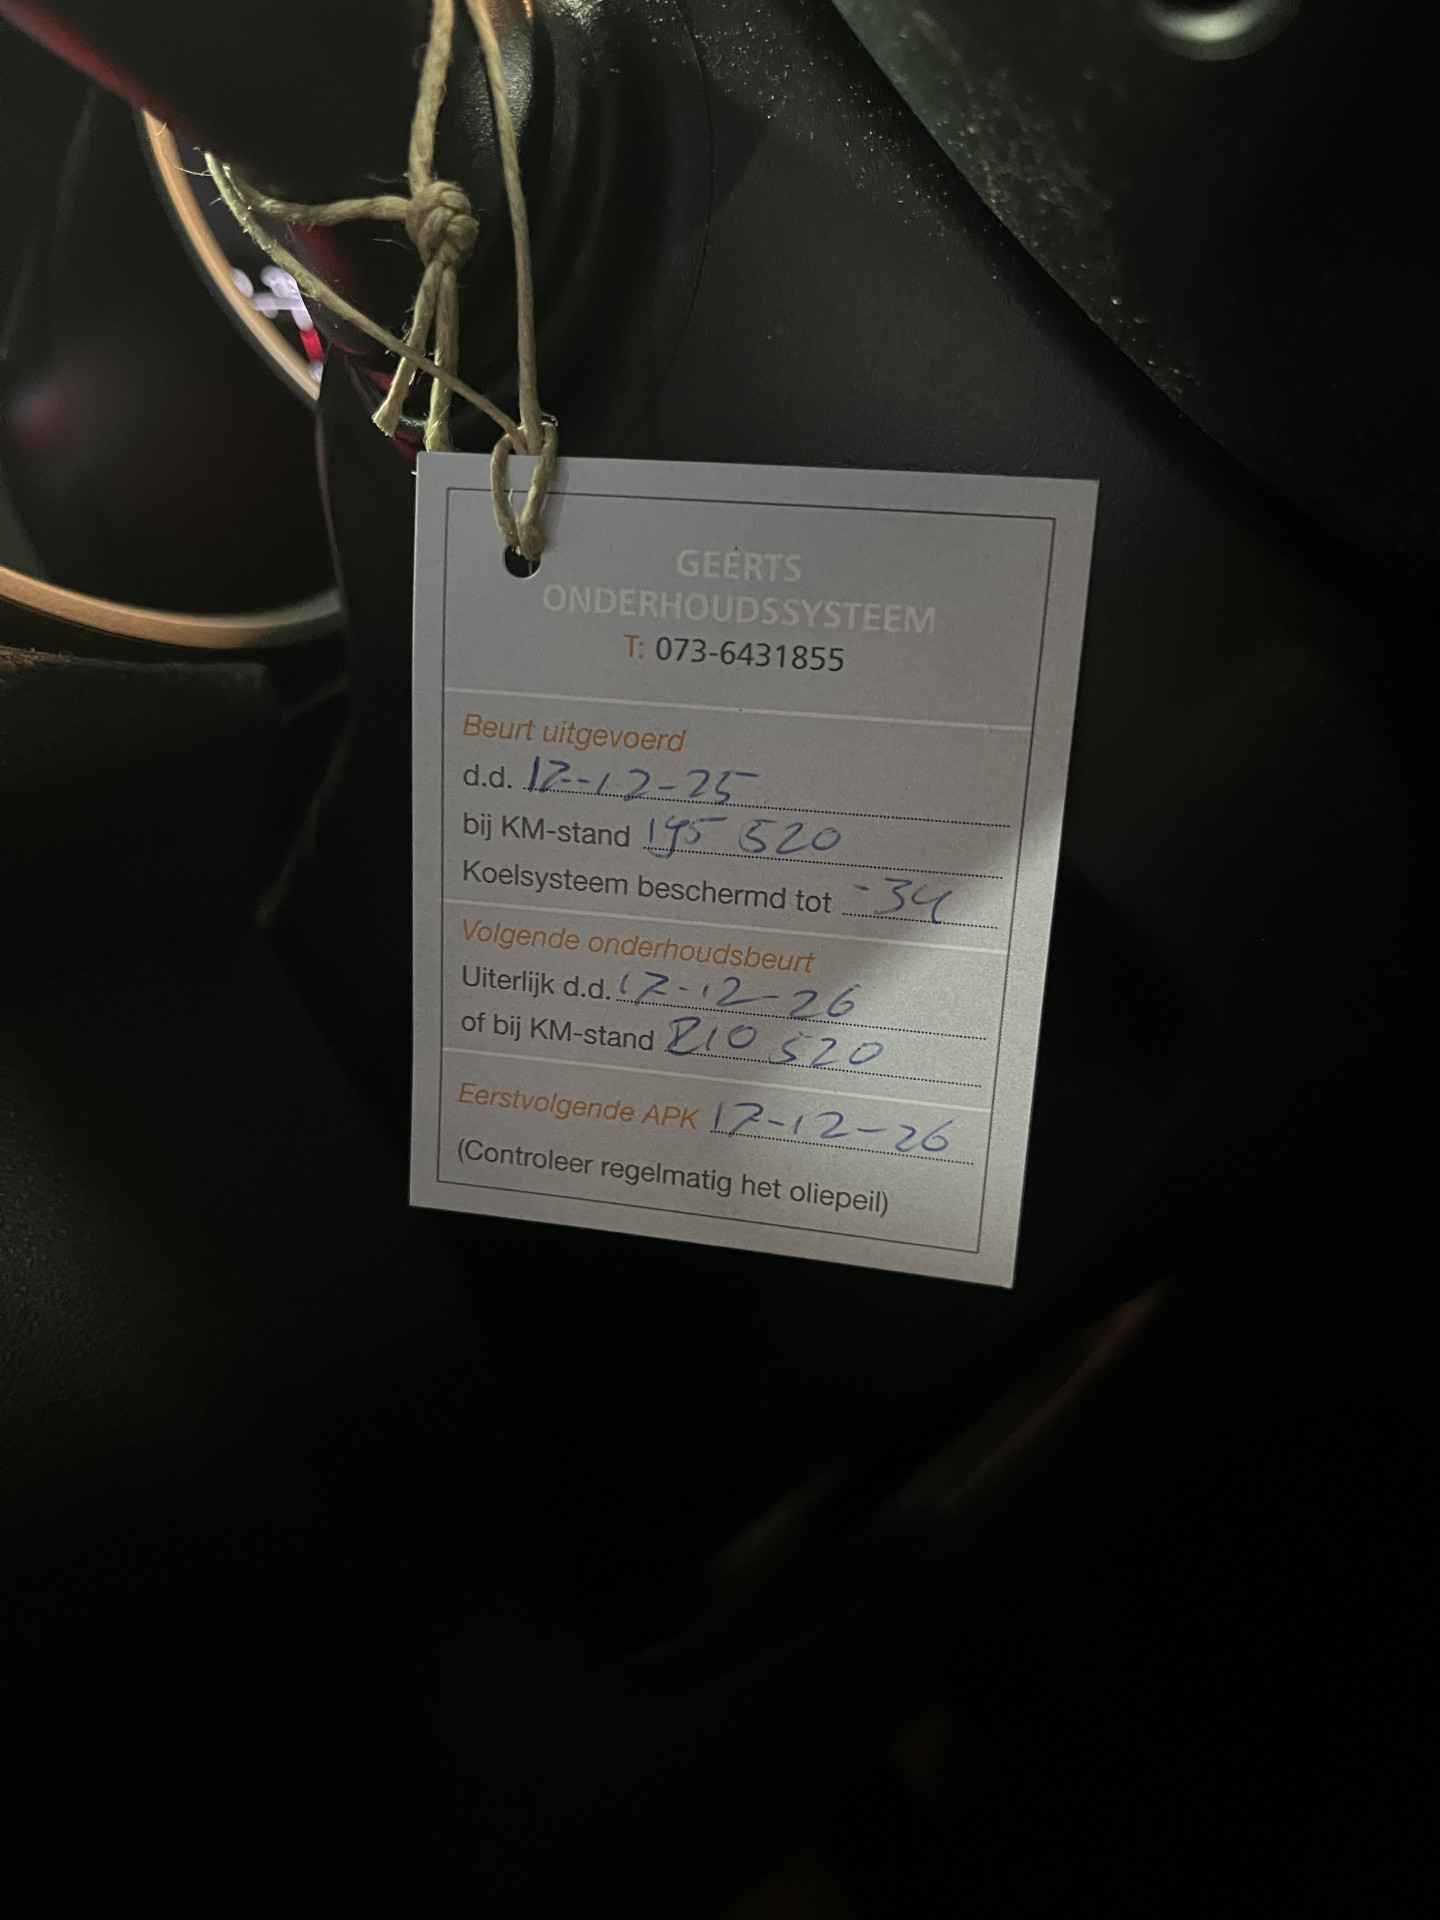 GEERTS
ONDERHOUDSSYSTEEM
T: 073-6431855
Beurt uitgevoerd
d.d. 17-12-25
bij KM-stand 195 520
Koelsysteem beschermd tot -34
Volgende onderhoudsbeurt
Uiterlijk d.d. 17-12-26
of bij KM-stand 210 520
Eerstvolgende APK 17-12-26
(Controleer regelmatig het oliepeil)